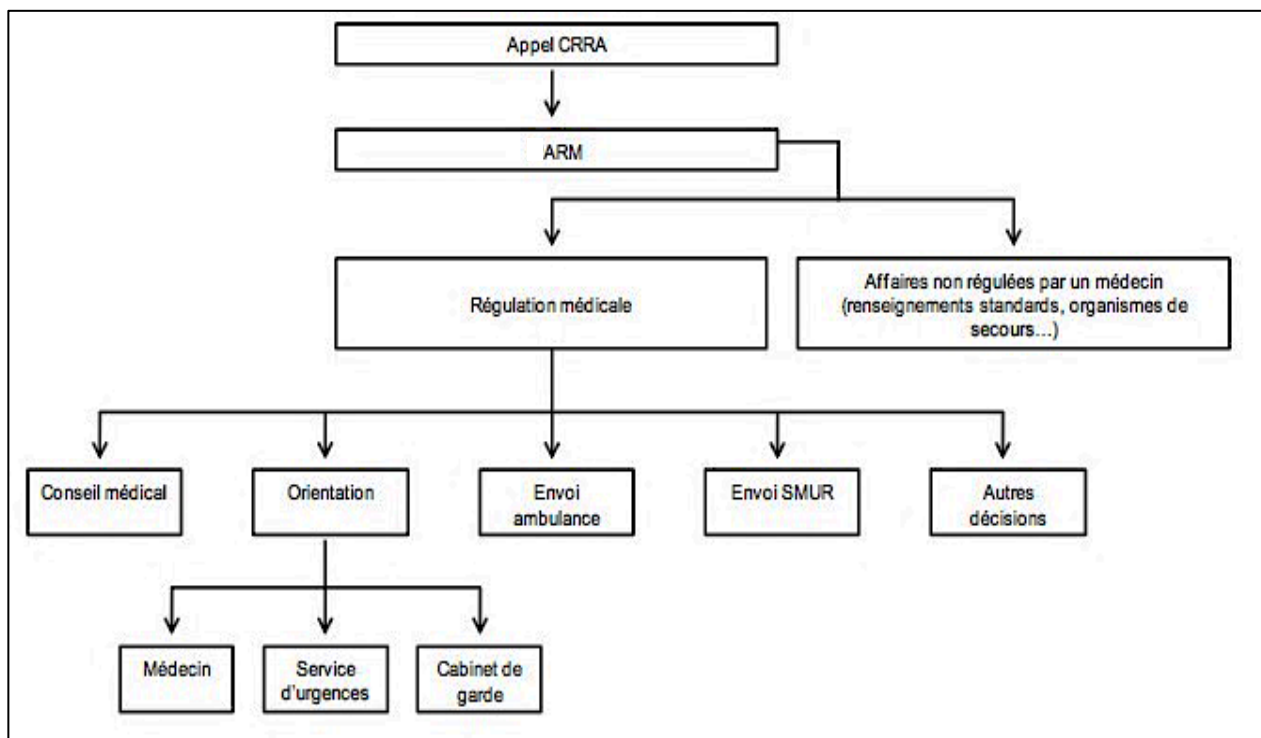 Appel CRRA
ARM
Régulation médicale
Affaires non régulées par un médecin
(renseignements standards, organismes de
secours...)
Conseil médical
Orientation
Envoi
ambulance
Envoi SMUR
Autres
décisions
Médecin
Service
d'urgences
Cabinet de
garde